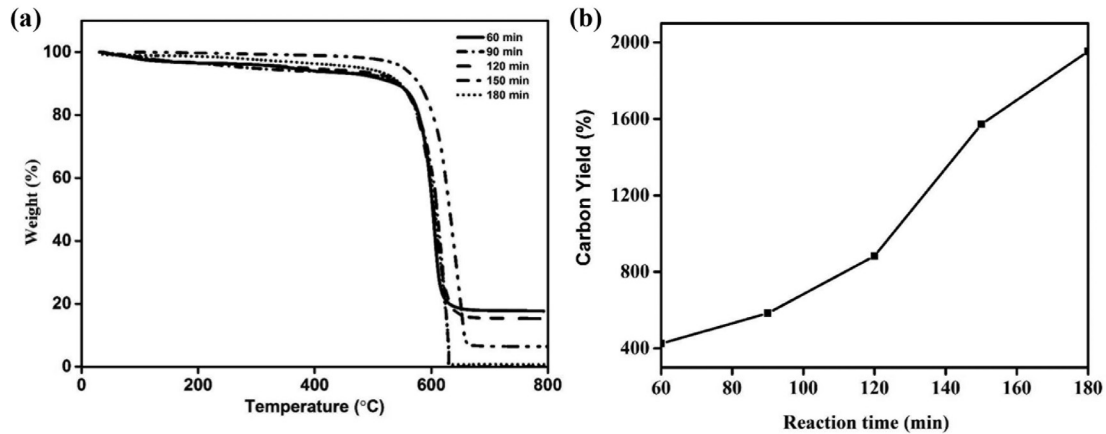 (a)
100
80
60
40
20
0
Weight (%)
0
200
400
600
800
Temperature (°C)
60 min
90 min
120 min
150 min
180 min
(b)
2000
1600
1200
800
400
Carbon Yield (%)
60
80
100
120
140
160
180
Reaction time (min)